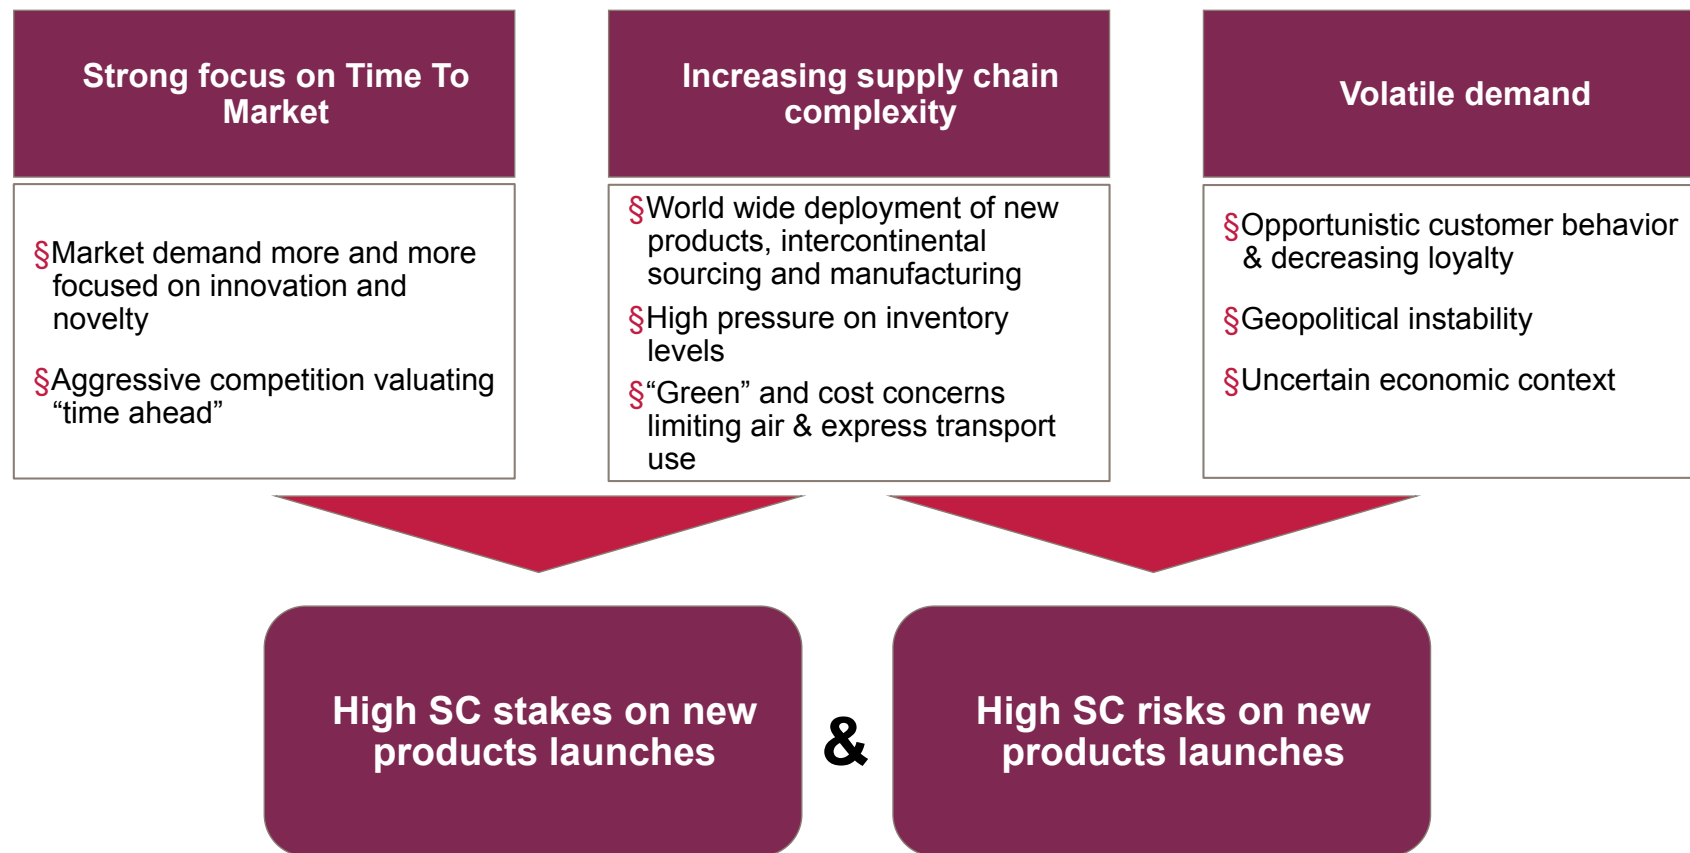 Strong focus on Time To
Market
§Market demand more and more
focused on innovation and
novelty
§Aggressive competition valuating
“time ahead”
Increasing supply chain
complexity
§World wide deployment of new
products, intercontinental
sourcing and manufacturing
§High pressure on inventory
levels
§“Green” and cost concerns
limiting air & express transport
use
Volatile demand
§Opportunistic customer behavior
& decreasing loyalty
§Geopolitical instability
§Uncertain economic context
High SC stakes on new
products launches
&
High SC risks on new
products launches